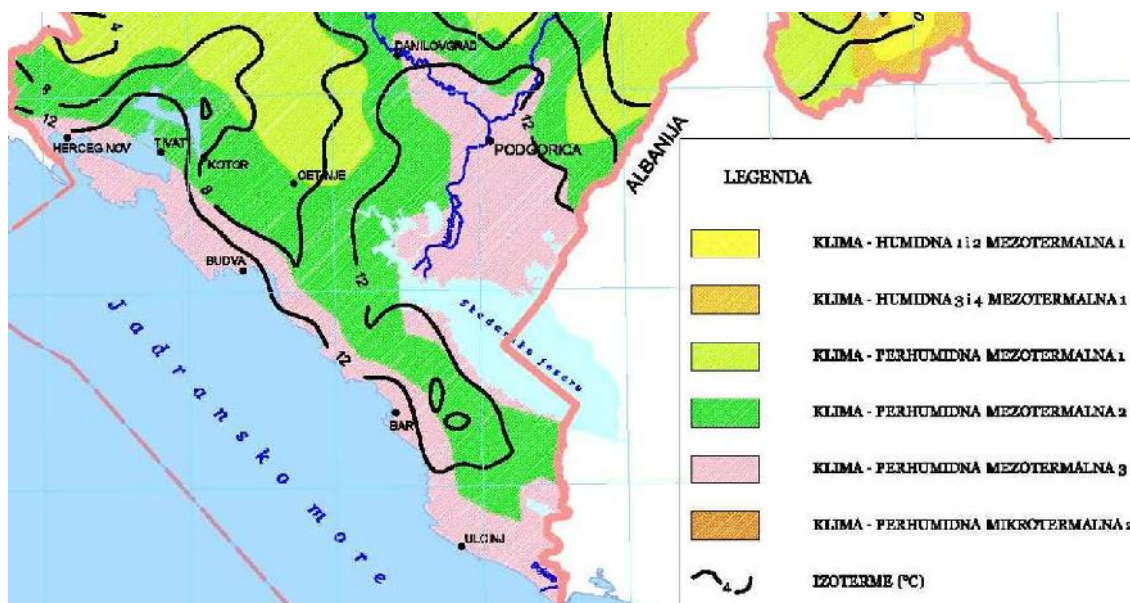 4
0
DANILOVGRAD
8
12
HERCEG NOVI
TIVAT
KOTOR
8
12
PODGORICA
ALBANIJA
CETINJE
12
BUDVA
Skadarsko jezero
12
BAR
ULCINJ
Bojana
Jadransko more
LEGENDA
KLIMA - HUMIDNA 1 i 2 MEZOTERMALNA 1
KLIMA - HUMIDNA 3 i 4 MEZOTERMALNA 1
KLIMA - PERHUMIDNA MEZOTERMALNA 1
KLIMA - PERHUMIDNA MEZOTERMALNA 2
KLIMA - PERHUMIDNA MEZOTERMALNA 3
KLIMA - PERHUMIDNA MIKROTERMALNA 2
4
IZOTERME (°C)